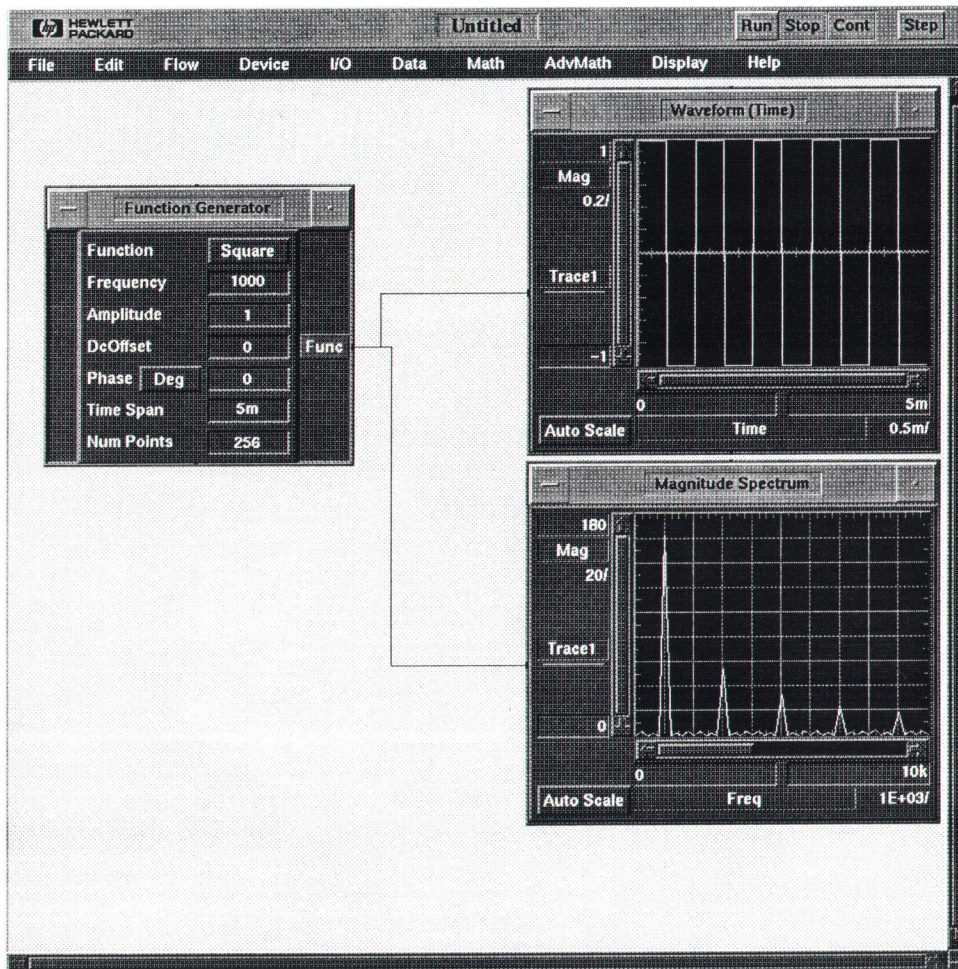 hp HEWLETT PACKARD
Untitled
Run Stop Cont Step
File Edit Flow Device I/O Data Math AdvMath Display Help
Function Generator
Function Square
Frequency 1000
Amplitude 1
DcOffset 0
Phase Deg 0
Time Span 5m
Num Points 256
Func
Waveform (Time)
1
Mag
0.2/
Trace1
-1
0 5m
Auto Scale Time 0.5m/
Magnitude Spectrum
180
Mag
20/
Trace1
0
0 10k
Auto Scale Freq 1E+03/